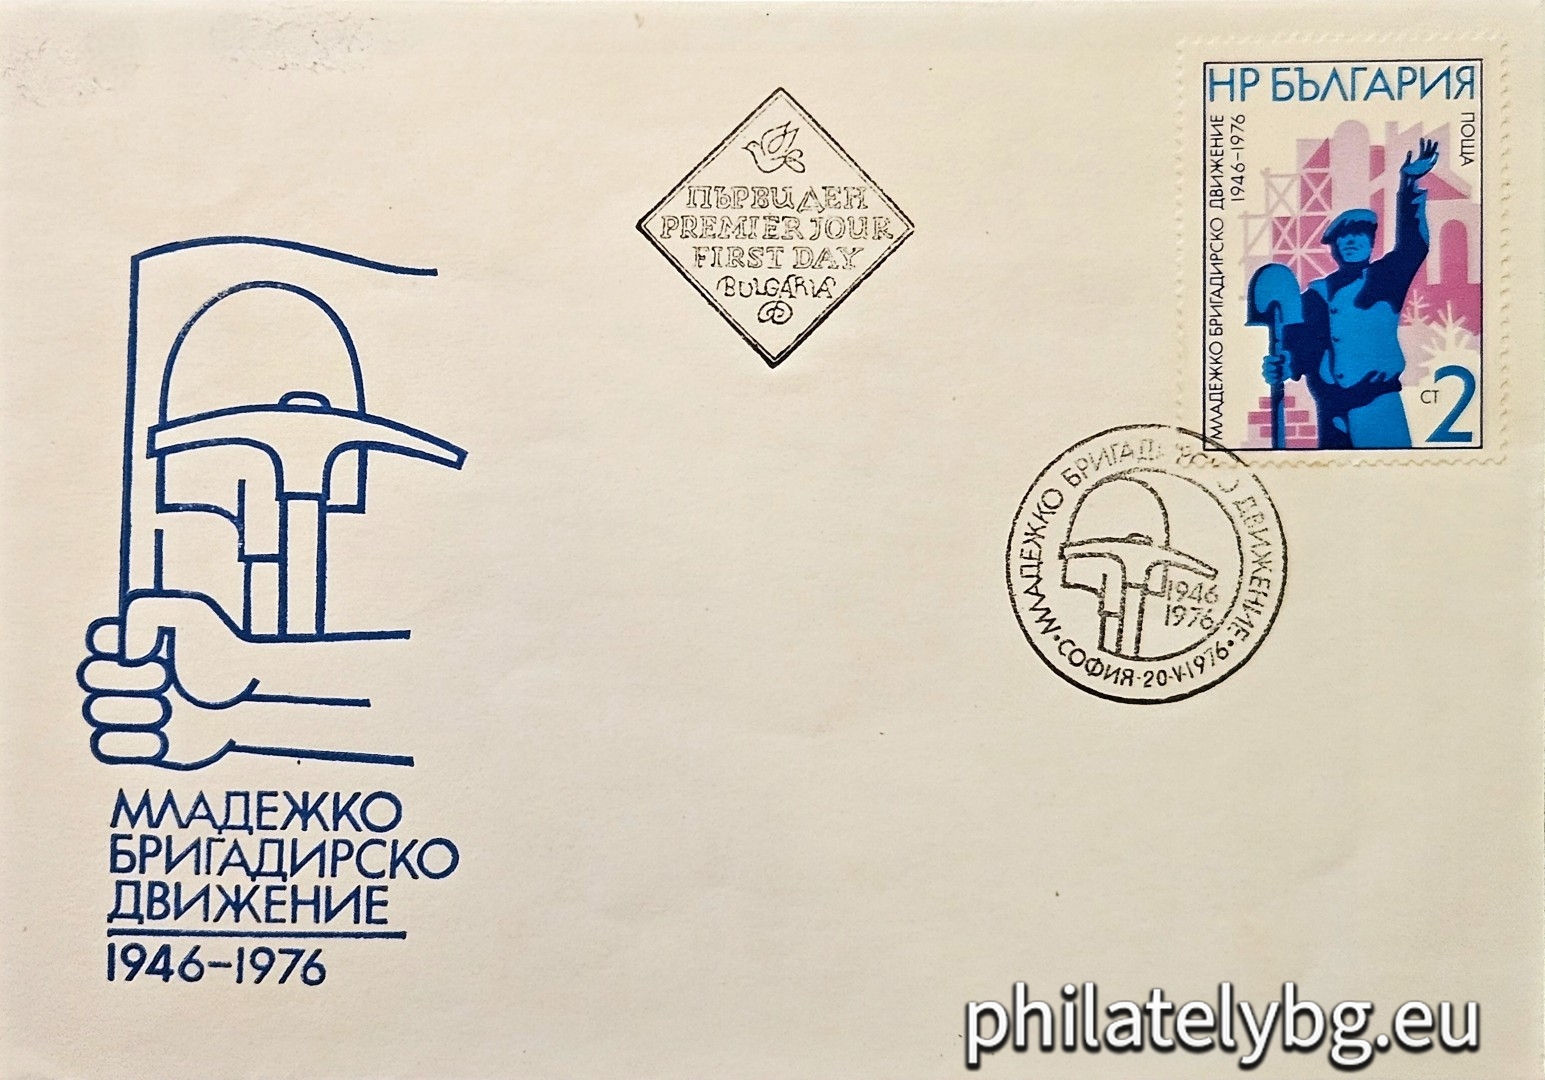 НР БЪЛГАРИЯ
ПОЩА
МЛАДЕЖКО БРИГАДИРСКО ДВИЖЕНИЕ
1946-1976
СТ 2
ПЪРВИ ДЕН
PREMIER JOUR
FIRST DAY
BULGARIA
МЛАДЕЖКО БРИГАДИРСКО ДВИЖЕНИЕ
1946
1976
СОФИЯ-20-V-1976
МЛАДЕЖКО
БРИГАДИРСКО
ДВИЖЕНИЕ
1946-1976
philatelybg.eu